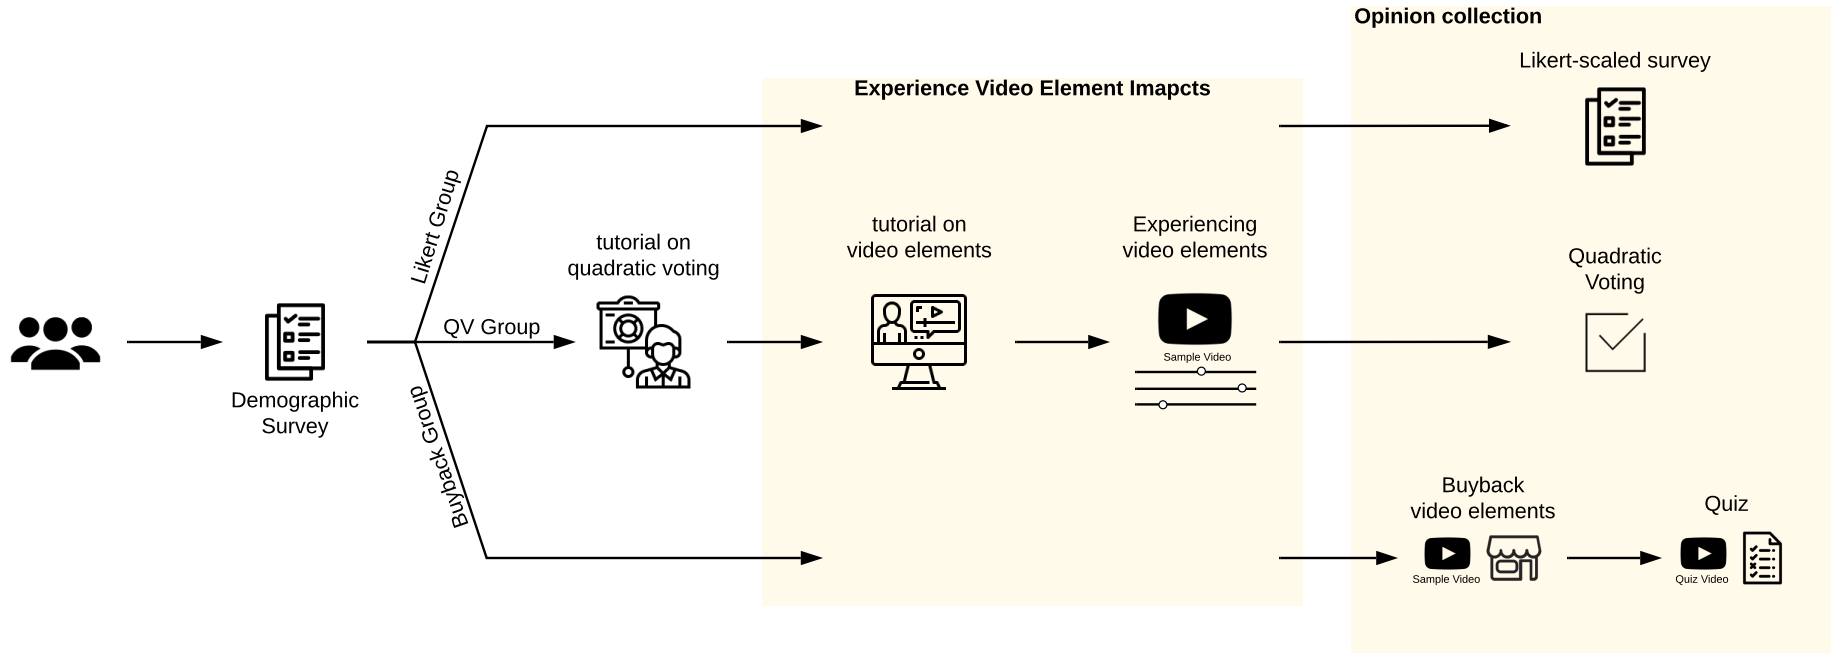 Opinion collection
Likert-scaled survey
Experience Video Element Imapcts
Likert Group
tutorial on
quadratic voting
tutorial on
video elements
Experiencing
video elements
Quadratic
Voting
QV Group
Sample Video
Demographic
Survey
Buyback Group
Buyback
video elements
Quiz
Sample Video
Quiz Video